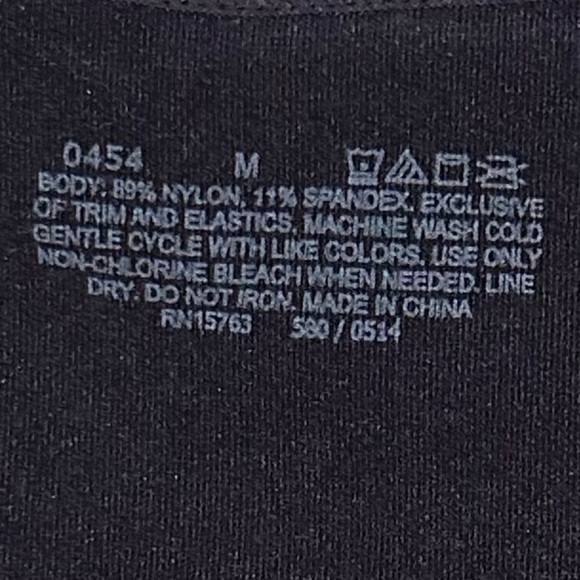 0454 M
BODY: 89% NYLON, 11% SPANDEX. EXCLUSIVE
OF TRIM AND ELASTICS. MACHINE WASH COLD
GENTLE CYCLE WITH LIKE COLORS. USE ONLY
NON-CHLORINE BLEACH WHEN NEEDED. LINE
DRY. DO NOT IRON. MADE IN CHINA
RN15763 580 / 0514